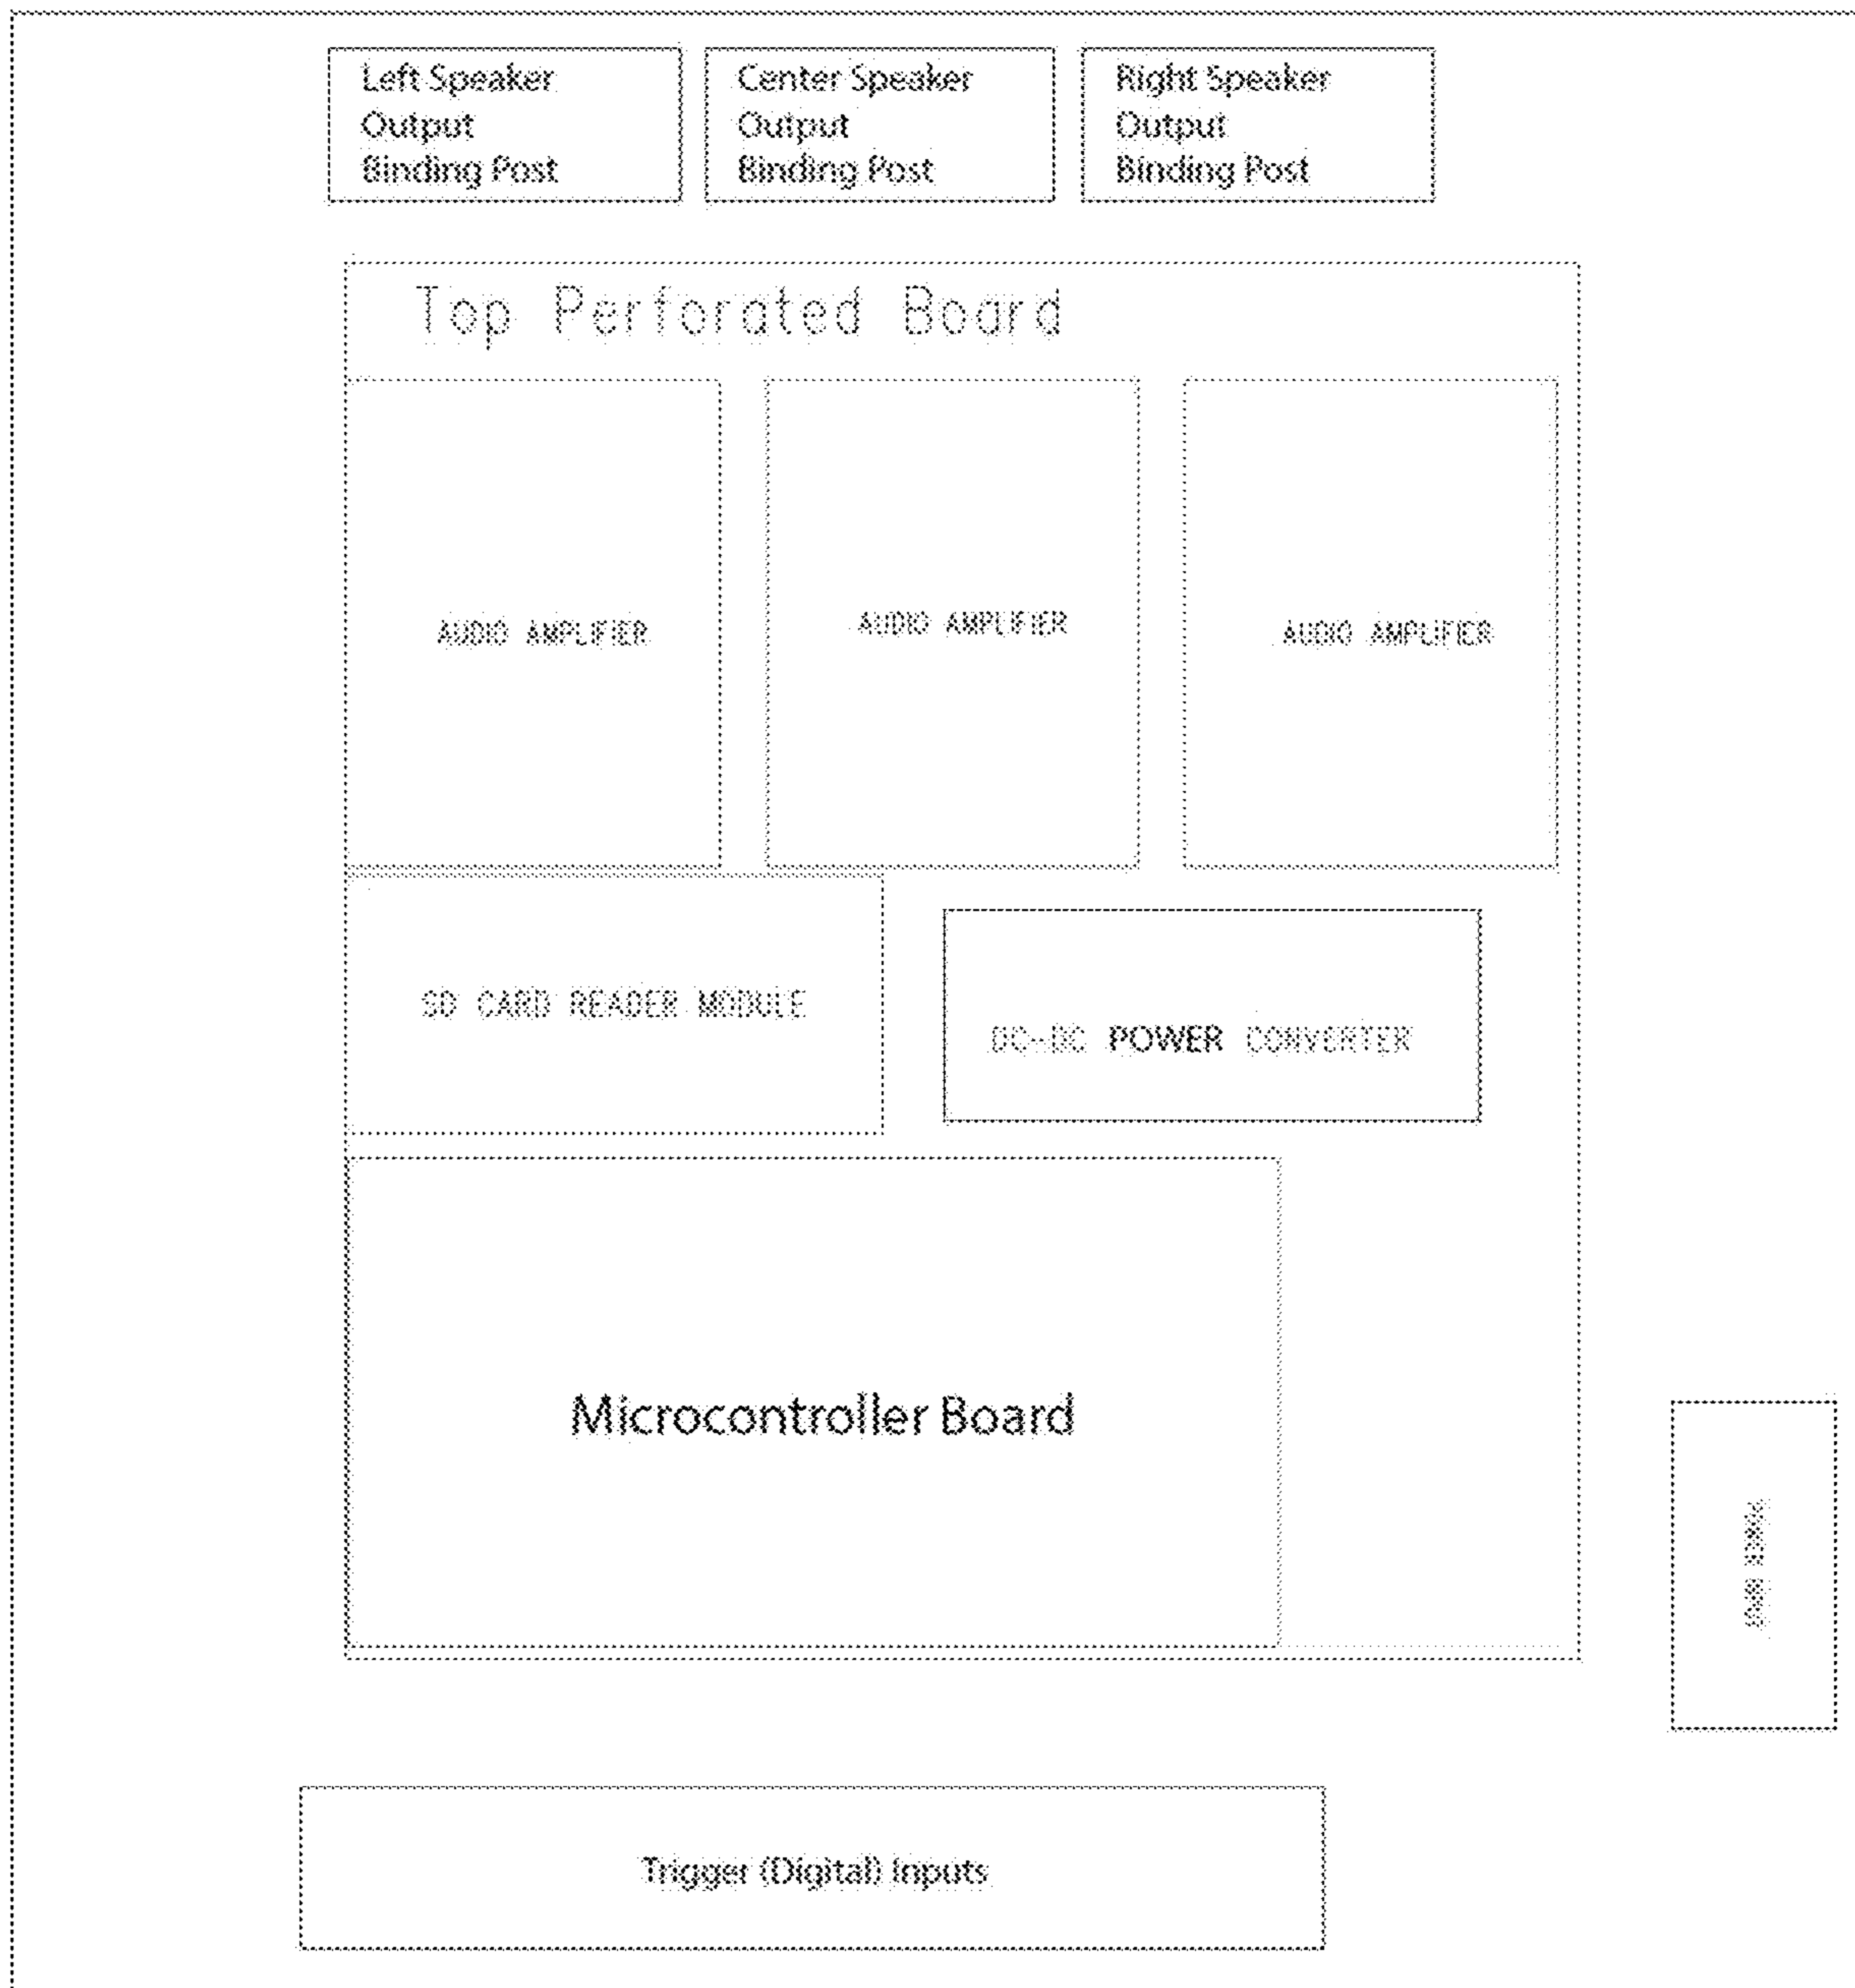 Left Speaker
Output
Binding Post
Center Speaker
Output
Binding Post
Right Speaker
Output
Binding Post
Top Perforated Board
AUDIO AMPLIFIER
AUDIO AMPLIFIER
AUDIO AMPLIFIER
SD CARD READER MODULE
DC-DC POWER CONVERTER
Microcontroller Board
Trigger (Digital) Inputs